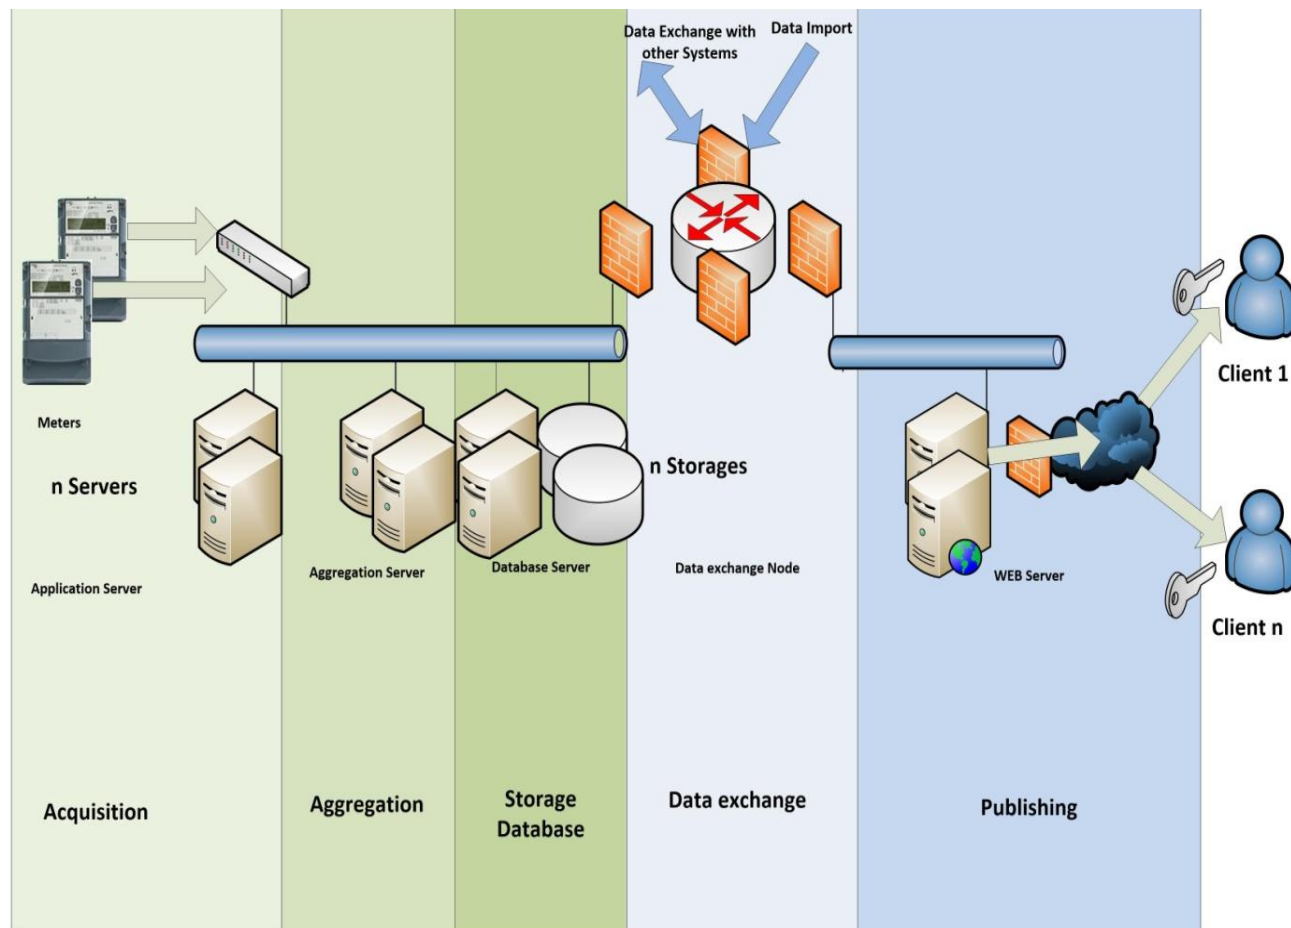 Data Exchange with
other Systems
Data Import
Client 1
Meters
n Servers
n Storages
Application Server
Aggregation Server
Database Server
Data exchange Node
WEB Server
Client n
Acquisition
Aggregation
Storage
Database
Data exchange
Publishing